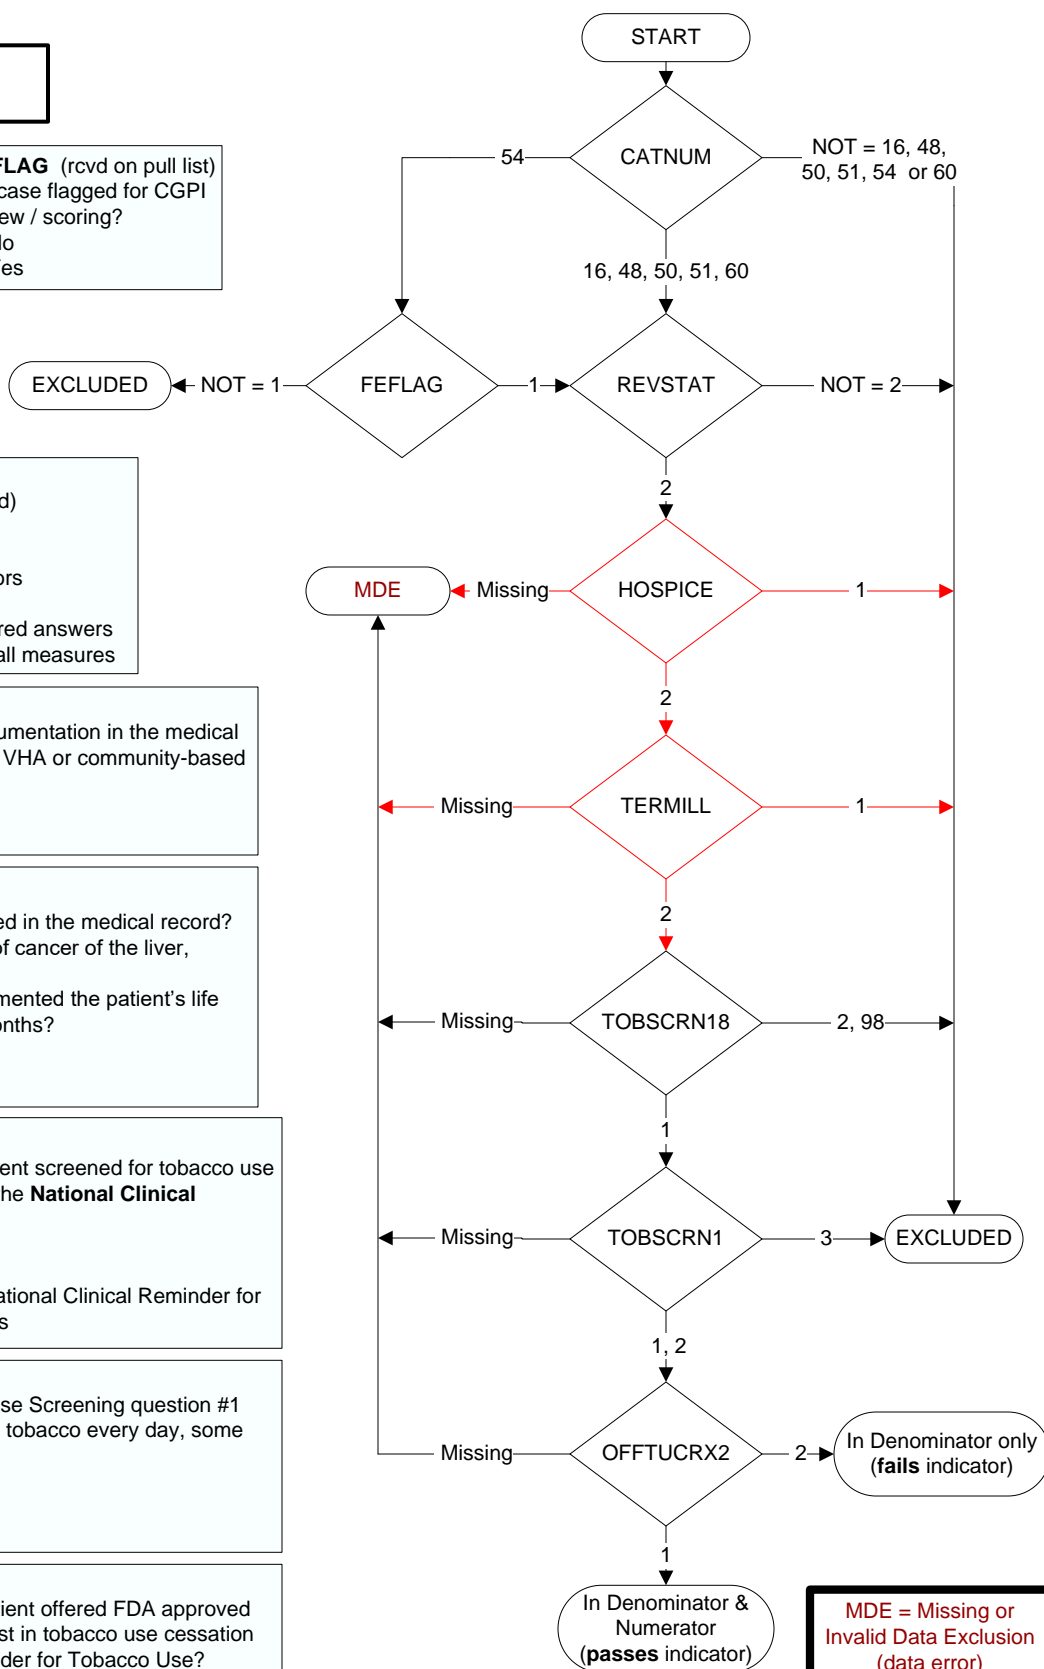 START
CATNUM
54
NOT = 16, 48,
50, 51, 54 or 60
16, 48, 50, 51, 60
FLAG (rcvd on pull list)
case flagged for CGPI
ew / scoring?
lo
es
EXCLUDED
NOT = 1
FEFLAG
1
REVSTAT
NOT = 2
2
d)
ors
red answers
all measures
MDE
Missing
HOSPICE
1
2
umentation in the medical
VHA or community-based
Missing
TERMILL
1
2
ed in the medical record?
of cancer of the liver,
mented the patient's life
onths?
Missing
TOBSCRN18
2, 98
1
ent screened for tobacco use
the National Clinical
ational Clinical Reminder for
s
Missing
TOBSCRN1
3
EXCLUDED
1, 2
se Screening question #1
tobacco every day, some
Missing
OFFTUCRX2
2
In Denominator only
(fails indicator)
1
tient offered FDA approved
st in tobacco use cessation
der for Tobacco Use?
In Denominator &
Numerator
(passes indicator)
MDE = Missing or
Invalid Data Exclusion
(data error)